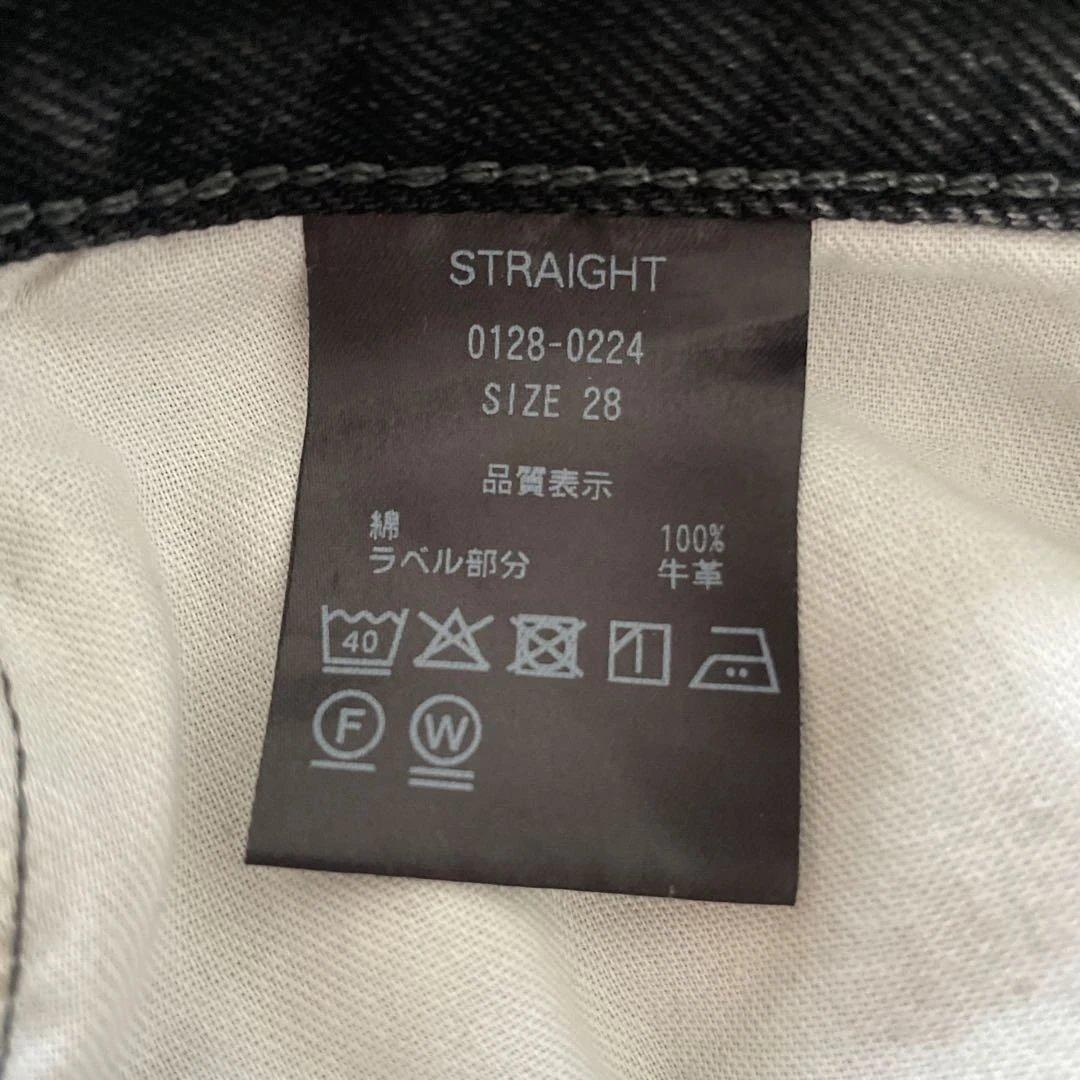 STRAIGHT
0128-0224
SIZE 28
品質表示
綿 100%
ラベル部分 牛革
40
F W